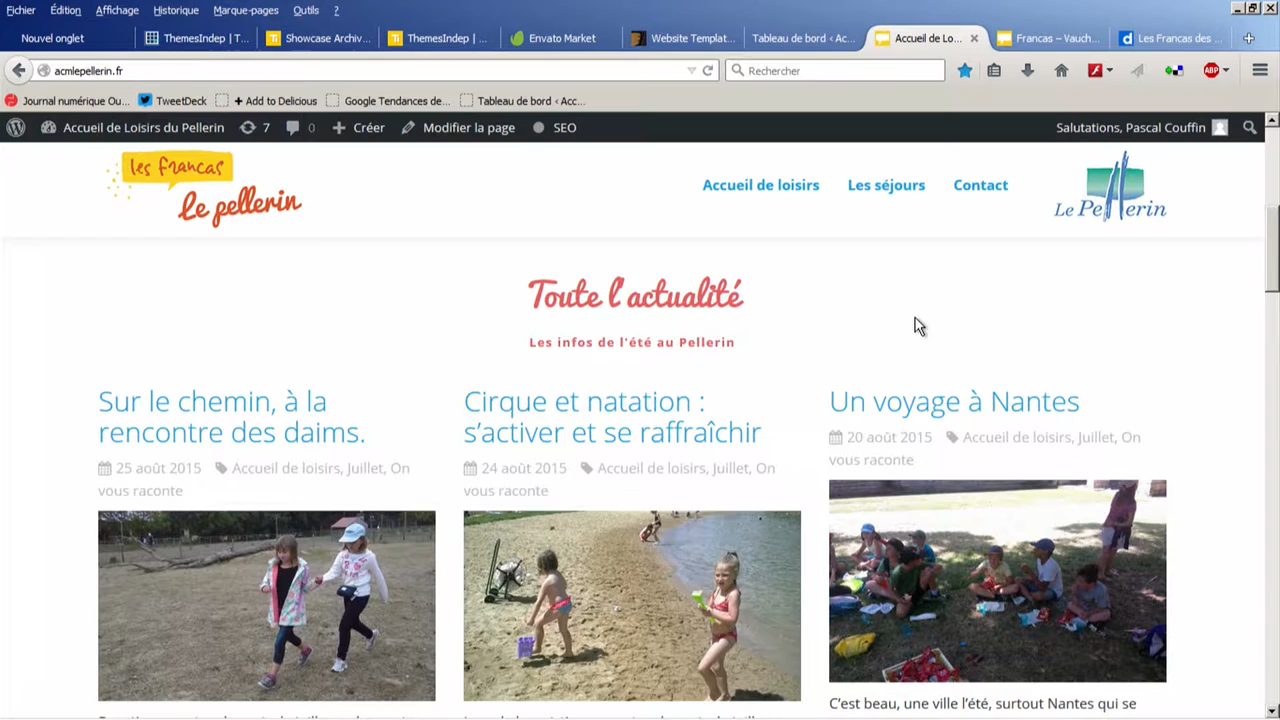 Fichier Édition Affichage Historique Marque-pages Outils ?
Nouvel onglet ThemesIndep | T... Showcase Archiv... ThemesIndep | ... Envato Market Website Templat... Tableau de bord ‹ Ac... Accueil de Lo... Francas – Vauch... Les Francas des ...
acmlepellerin.fr Rechercher ABP
Journal numérique Ou... TweetDeck + Add to Delicious Google Tendances de... Tableau de bord ‹ Acc...
Accueil de Loisirs du Pellerin 7 0 Créer Modifier la page SEO Salutations, Pascal Couffin
les francas
le pellerin
Accueil de loisirs Les séjours Contact
Le Pellerin
Toute l'actualité
Les infos de l'été au Pellerin
Sur le chemin, à la
rencontre des daims.
25 août 2015 Accueil de loisirs, Juillet, On
vous raconte
Cirque et natation :
s’activer et se raffraîchir
24 août 2015 Accueil de loisirs, Juillet, On
vous raconte
Un voyage à Nantes
20 août 2015 Accueil de loisirs, Juillet, On
vous raconte
C’est beau, une ville l’été, surtout Nantes qui se